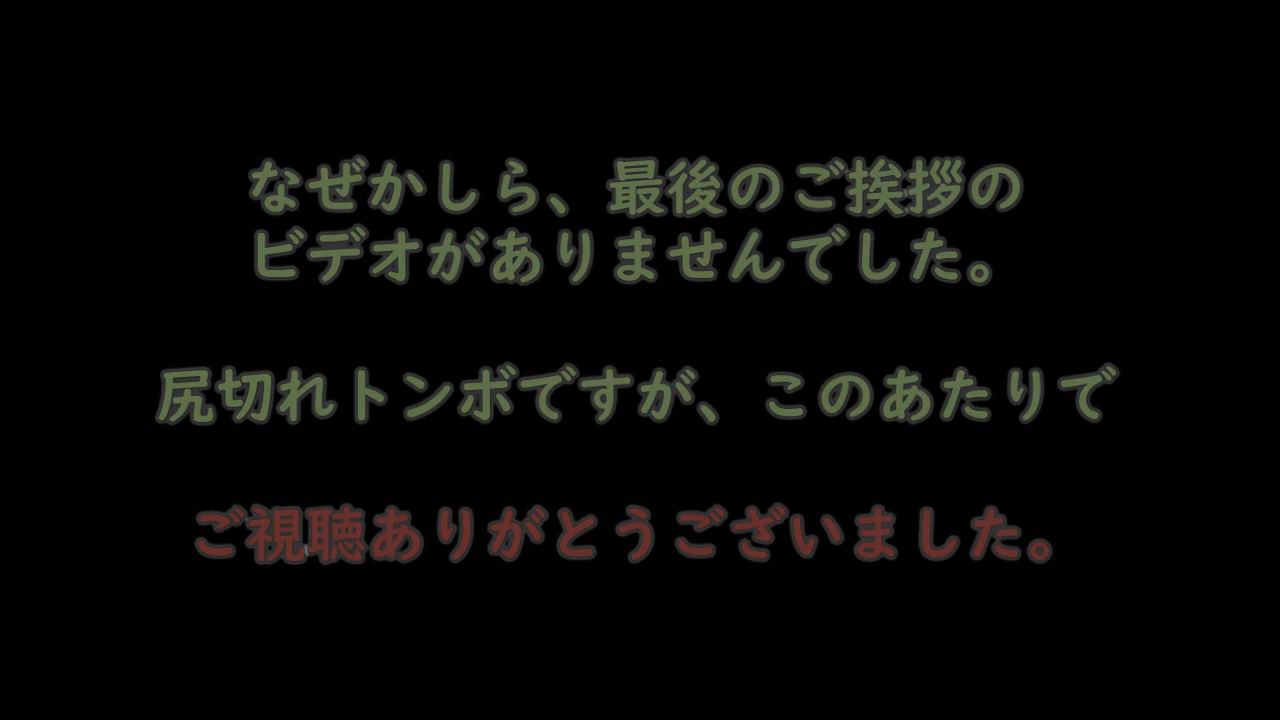 なぜかしら、最後のご挨拶の
ビデオがありませんでした。
尻切れトンボですが、このあたりで
ご視聴ありがとうございました。